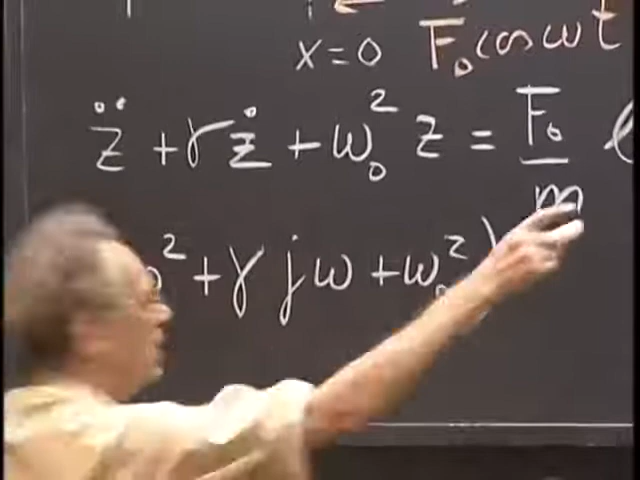 x=0 F₀cosωt
z̈ + γż + ω₀² z = F₀/m
² + γjω + ω₀² )